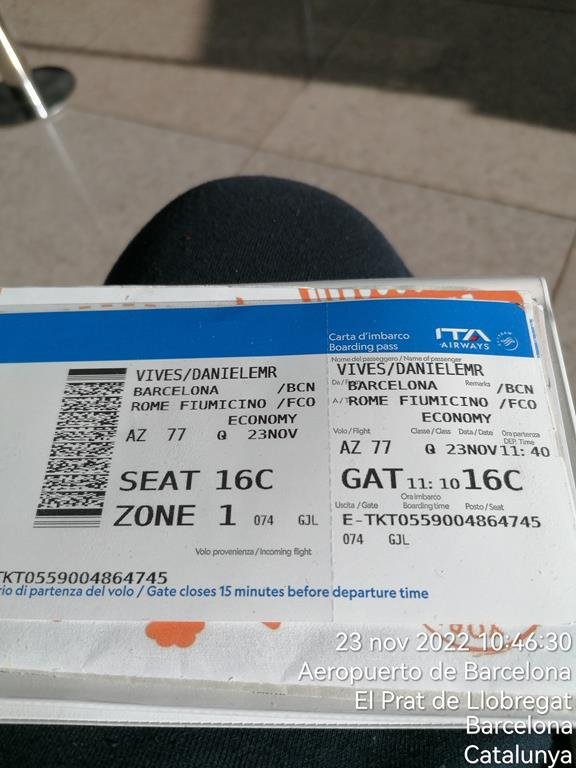 Carta d'imbarco
Boarding pass
ITA
AIRWAYS
VIVES/DANIELEMR
BARCELONA /BCN
ROME FIUMICINO /FCO
ECONOMY
AZ 77 Q 23NOV
SEAT 16C
ZONE 1 074 GJL
Volo provenienza / Incoming flight
TKT0559004864745
Nome del passeggero / Name of passenger
VIVES/DANIELEMR
Da / BARCELONA Remarks /BCN
A / ROME FIUMICINO /FCO
ECONOMY
Volo / Flight Classe / Class Data / Date Ora partenza
DEP. Time
AZ 77 Q 23NOV 11:40
GAT 11:10 16C
Uscita / Gate Ora imbarco
Boarding time Posto / Seat
E-TKT0559004864745
074 GJL
rio di partenza del volo / Gate closes 15 minutes before departure time
23 nov 2022 10:46:30
Aeropuerto de Barcelona
El Prat de Llobregat
Barcelona
Catalunya